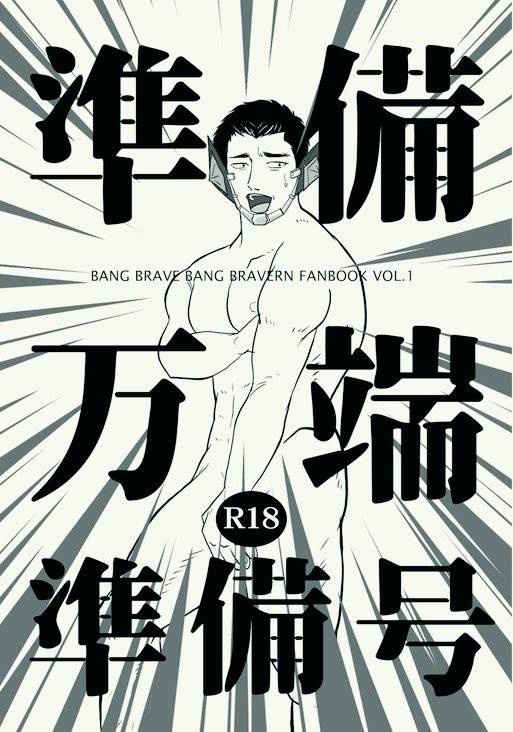 準備
BANG BRAVE BANG BRAVERN FANBOOK VOL.1
万端
R18
準備号